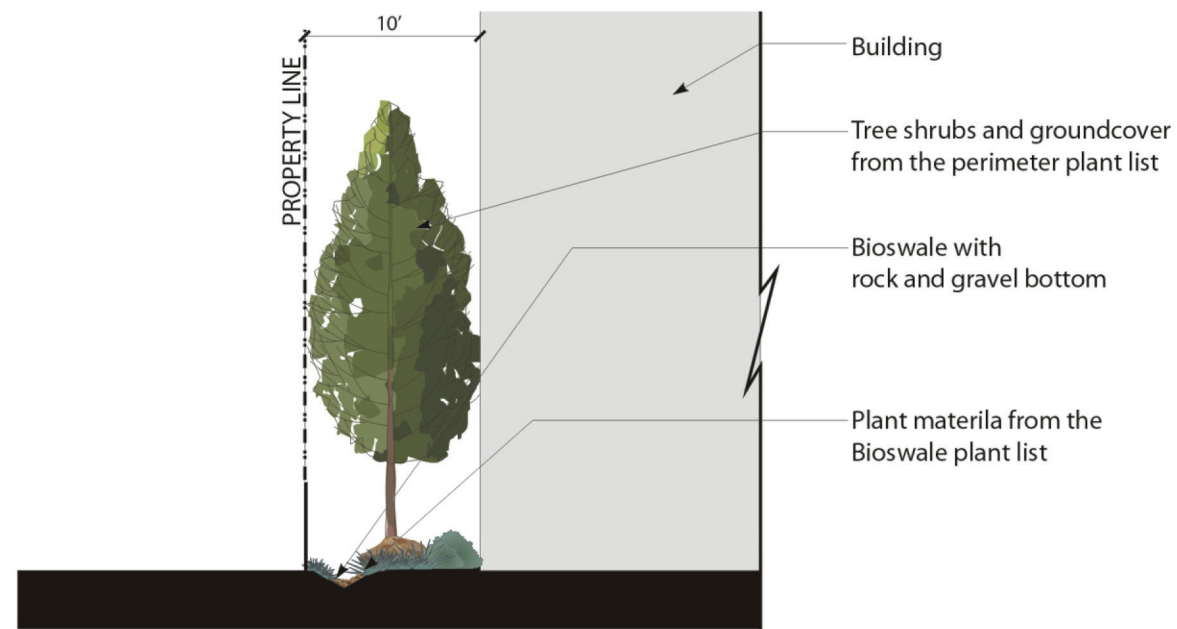 10’
PROPERTY LINE
Building
Tree shrubs and groundcover
from the perimeter plant list
Bioswale with
rock and gravel bottom
Plant materila from the
Bioswale plant list